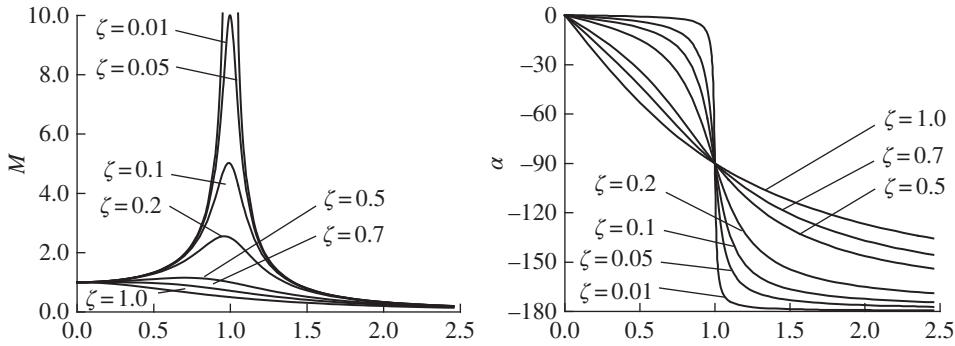 10.0
8.0
6.0
4.0
2.0
0.0
M
ζ = 0.01
ζ = 0.05
ζ = 0.1
ζ = 0.2
ζ = 0.5
ζ = 0.7
ζ = 1.0
0.0 0.5 1.0 1.5 2.0 2.5
0
–30
–60
–90
–120
–150
–180
α
ζ = 1.0
ζ = 0.7
ζ = 0.5
ζ = 0.2
ζ = 0.1
ζ = 0.05
ζ = 0.01
0.0 0.5 1.0 1.5 2.0 2.5